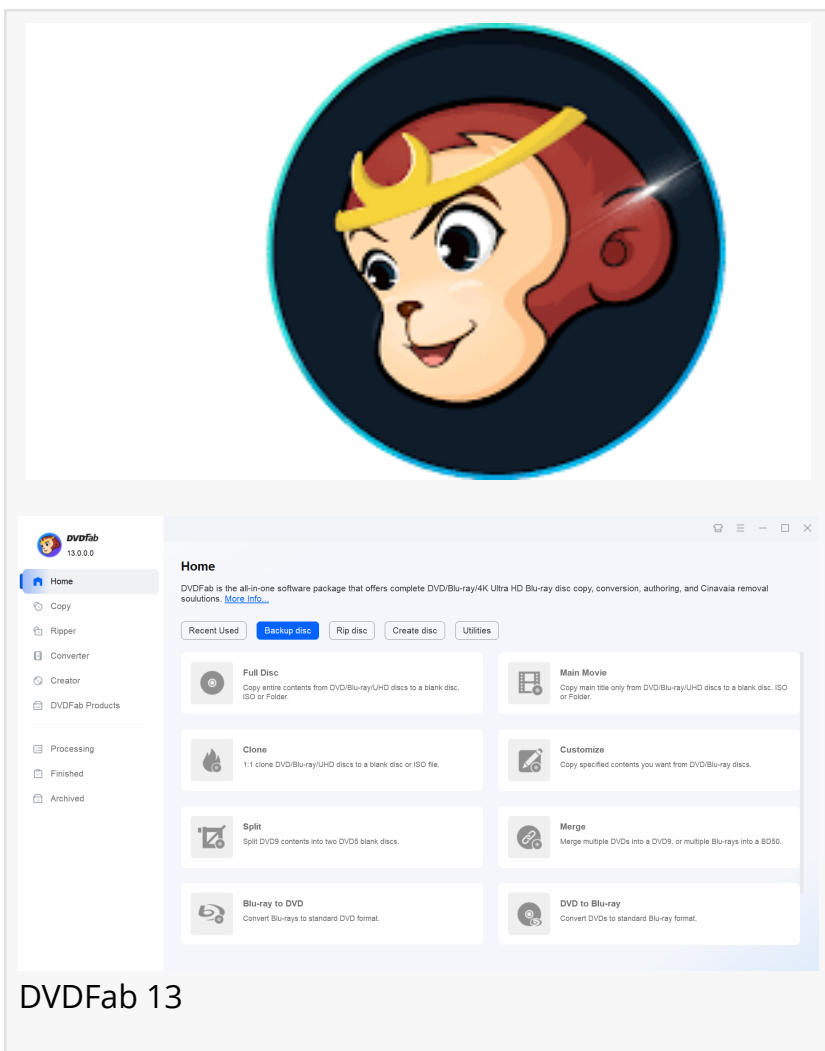 DVDFab
13.0.0.0
Home
Copy
Ripper
Converter
Creator
DVDFab Products
Processing
Finished
Archived
Home
DVDFab is the all-in-one software package that offers complete DVD/Blu-ray/4K Ultra HD Blu-ray disc copy, conversion, authoring, and Cinavaia removal
soulutions. More Info...
Recent Used Backup disc Rip disc Create disc Utilities
Full Disc
Copy entire contents from DVD/Blu-ray/UHD discs to a blank disc,
ISO or Folder.
Main Movie
Copy main title only from DVD/Blu-ray/UHD discs to a blank disc, ISO
or Folder.
Clone
1:1 clone DVD/Blu-ray/UHD discs to a blank disc or ISO file.
Customize
Copy specified contents you want from DVD/Blu-ray discs.
Split
Split DVD9 contents into two DVD5 blank discs.
Merge
Merge multiple DVDs into a DVD9, or multiple Blu-rays into a BD50.
Blu-ray to DVD
Convert Blu-rays to standard DVD format.
DVD to Blu-ray
Convert DVDs to standard Blu-ray format.
DVDFab 13